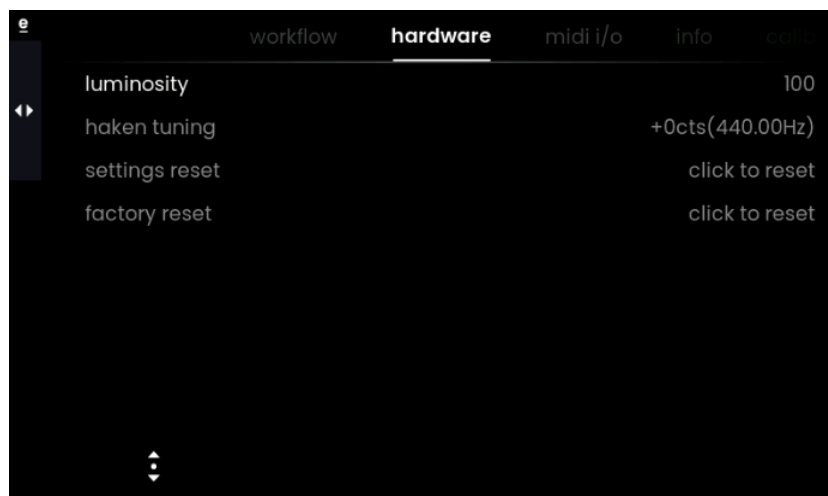 e
workflow hardware midi i/o info calib
luminosity 100
haken tuning +0cts(440.00Hz)
settings reset click to reset
factory reset click to reset